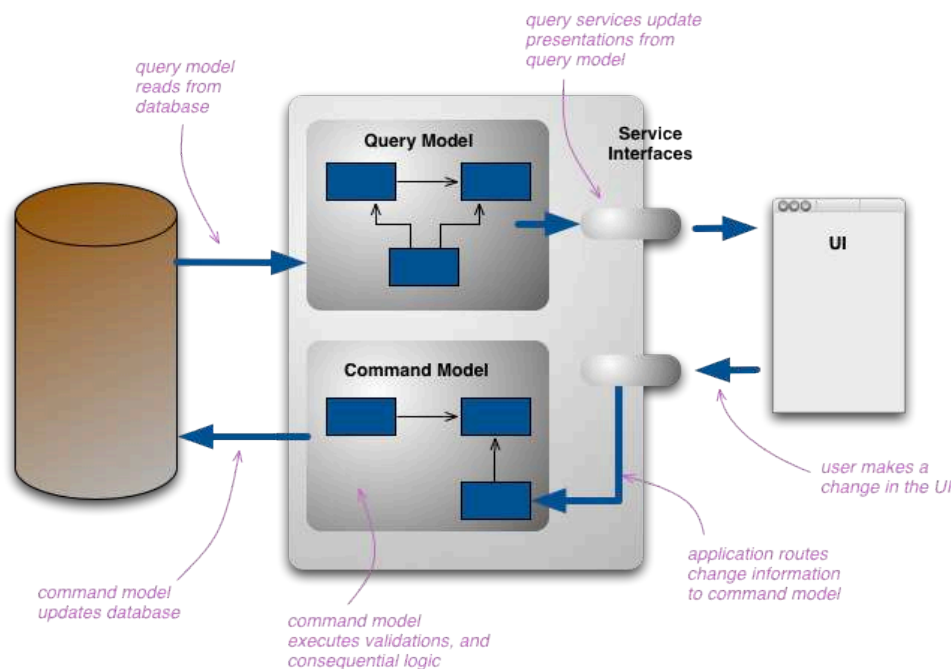 query services update
presentations from
query model
query model
reads from
database
Query Model
Service
Interfaces
UI
Command Model
user makes a
change in the UI
application routes
change information
to command model
command model
updates database
command model
executes validations, and
consequential logic